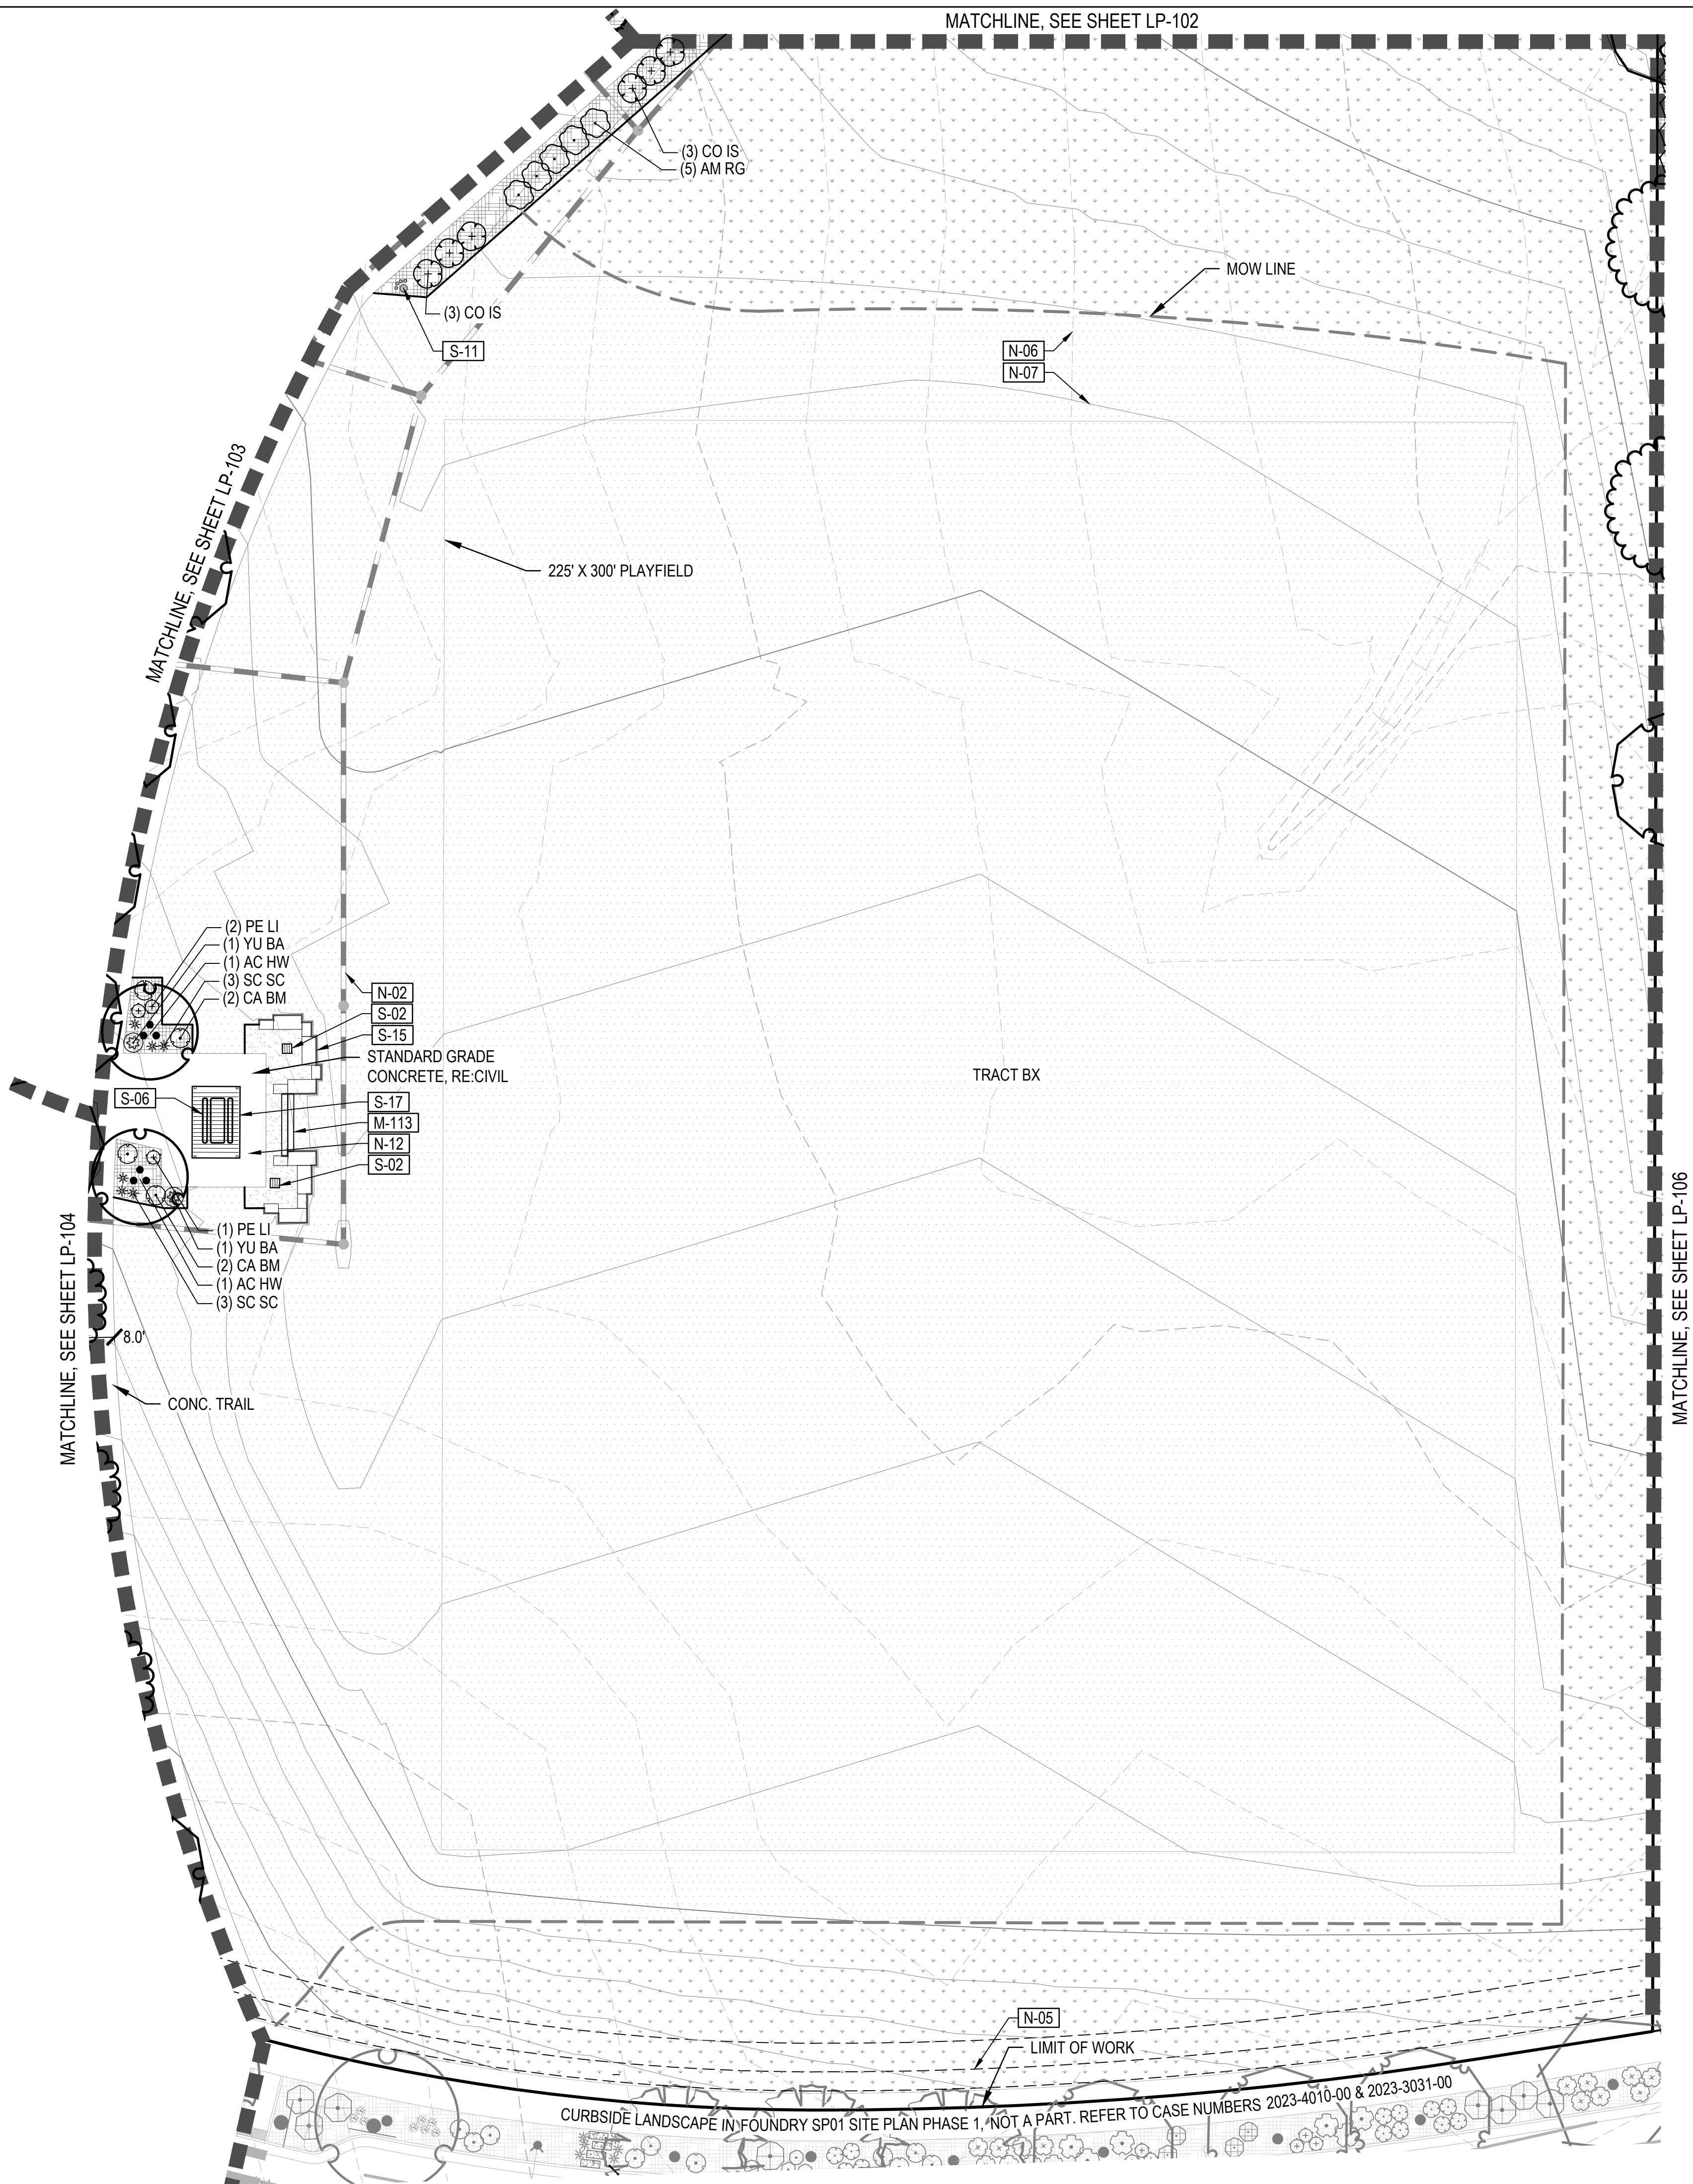 MATCHLINE, SEE SHEET LP-102
(3) CO IS
(5) AM RG
MOW LINE
(3) CO IS
S-11
N-06
N-07
MATCHLINE, SEE SHEET LP-103
225' X 300' PLAYFIELD
(2) PE LI
(1) YU BA
(1) AC HW
(3) SC SC
(2) CA BM
N-02
S-02
S-15
STANDARD GRADE
CONCRETE, RE:CIVIL
TRACT BX
S-06
S-17
M-113
N-12
S-02
(1) PE LI
(1) YU BA
(2) CA BM
(1) AC HW
(3) SC SC
MATCHLINE, SEE SHEET LP-104
MATCHLINE, SEE SHEET LP-106
8.0'
CONC. TRAIL
N-05
LIMIT OF WORK
CURBSIDE LANDSCAPE IN FOUNDRY SP01 SITE PLAN PHASE 1, NOT A PART. REFER TO CASE NUMBERS 2023-4010-00 & 2023-3031-00